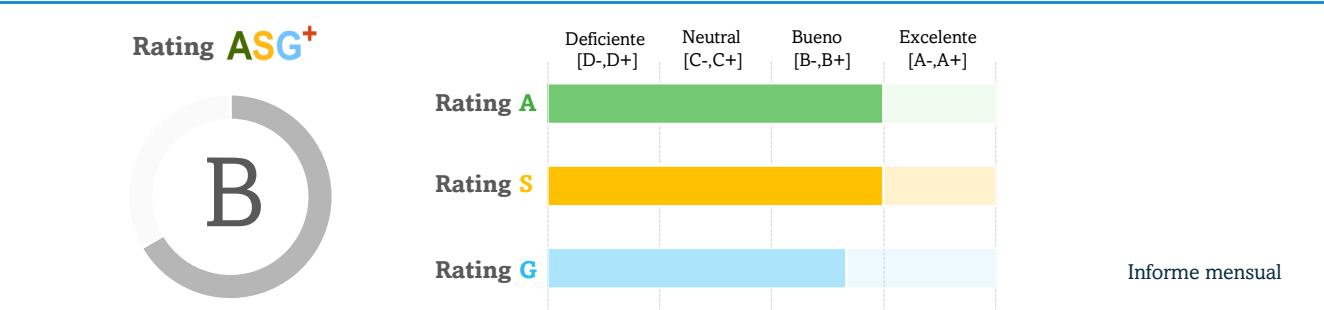 Rating ASG+
B
Deficiente
[D-,D+]
Neutral
[C-,C+]
Bueno
[B-,B+]
Excelente
[A-,A+]
Rating A
Rating S
Rating G
Informe mensual